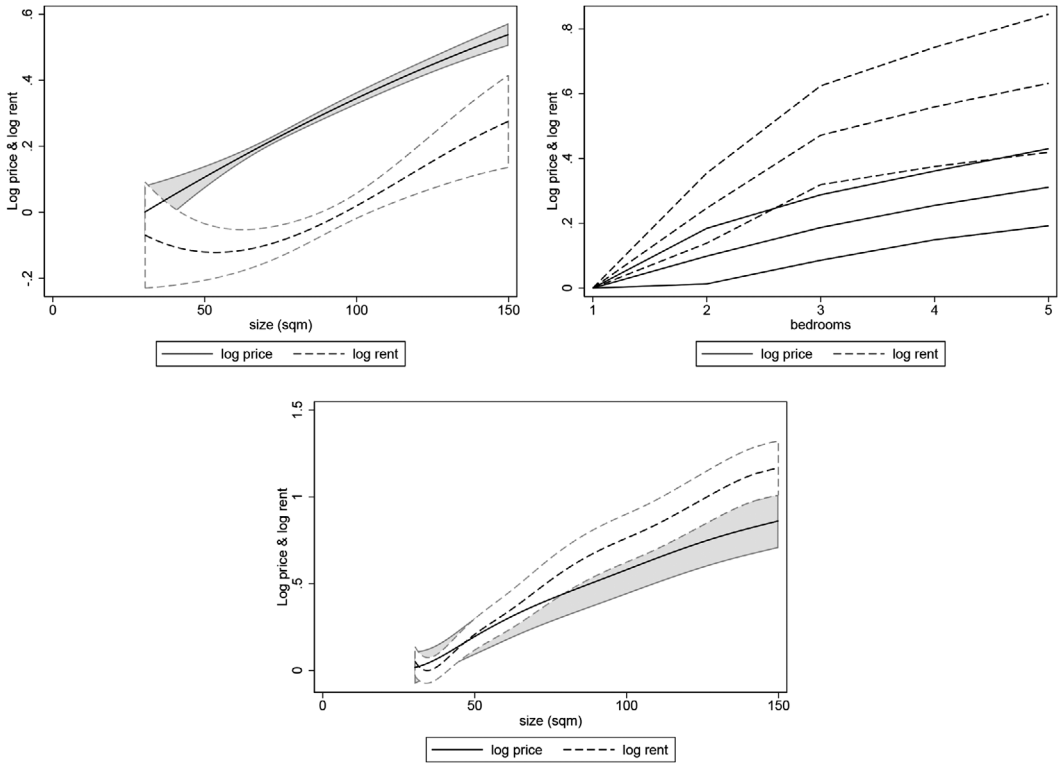 Log price & log rent
.6
.4
.2
0
-.2
0 50 100 150
size (sqm)
log price log rent
Log price & log rent
.8
.6
.4
.2
0
1 2 3 4 5
bedrooms
log price log rent
Log price & log rent
1.5
1
.5
0
0 50 100 150
size (sqm)
log price log rent